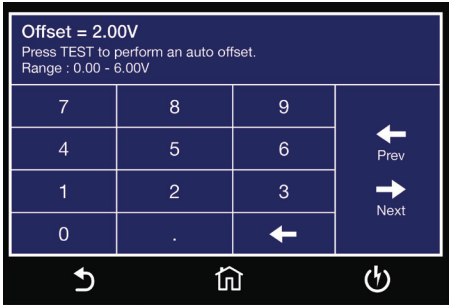 Offset = 2.00V
Press TEST to perform an auto offset.
Range : 0.00 - 6.00V
7 8 9
4 5 6
Prev
1 2 3
Next
0 .